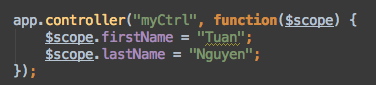 app.controller("myCtrl", function($scope) {
    $scope.firstName = "Tuan";
    $scope.lastName = "Nguyen";
});